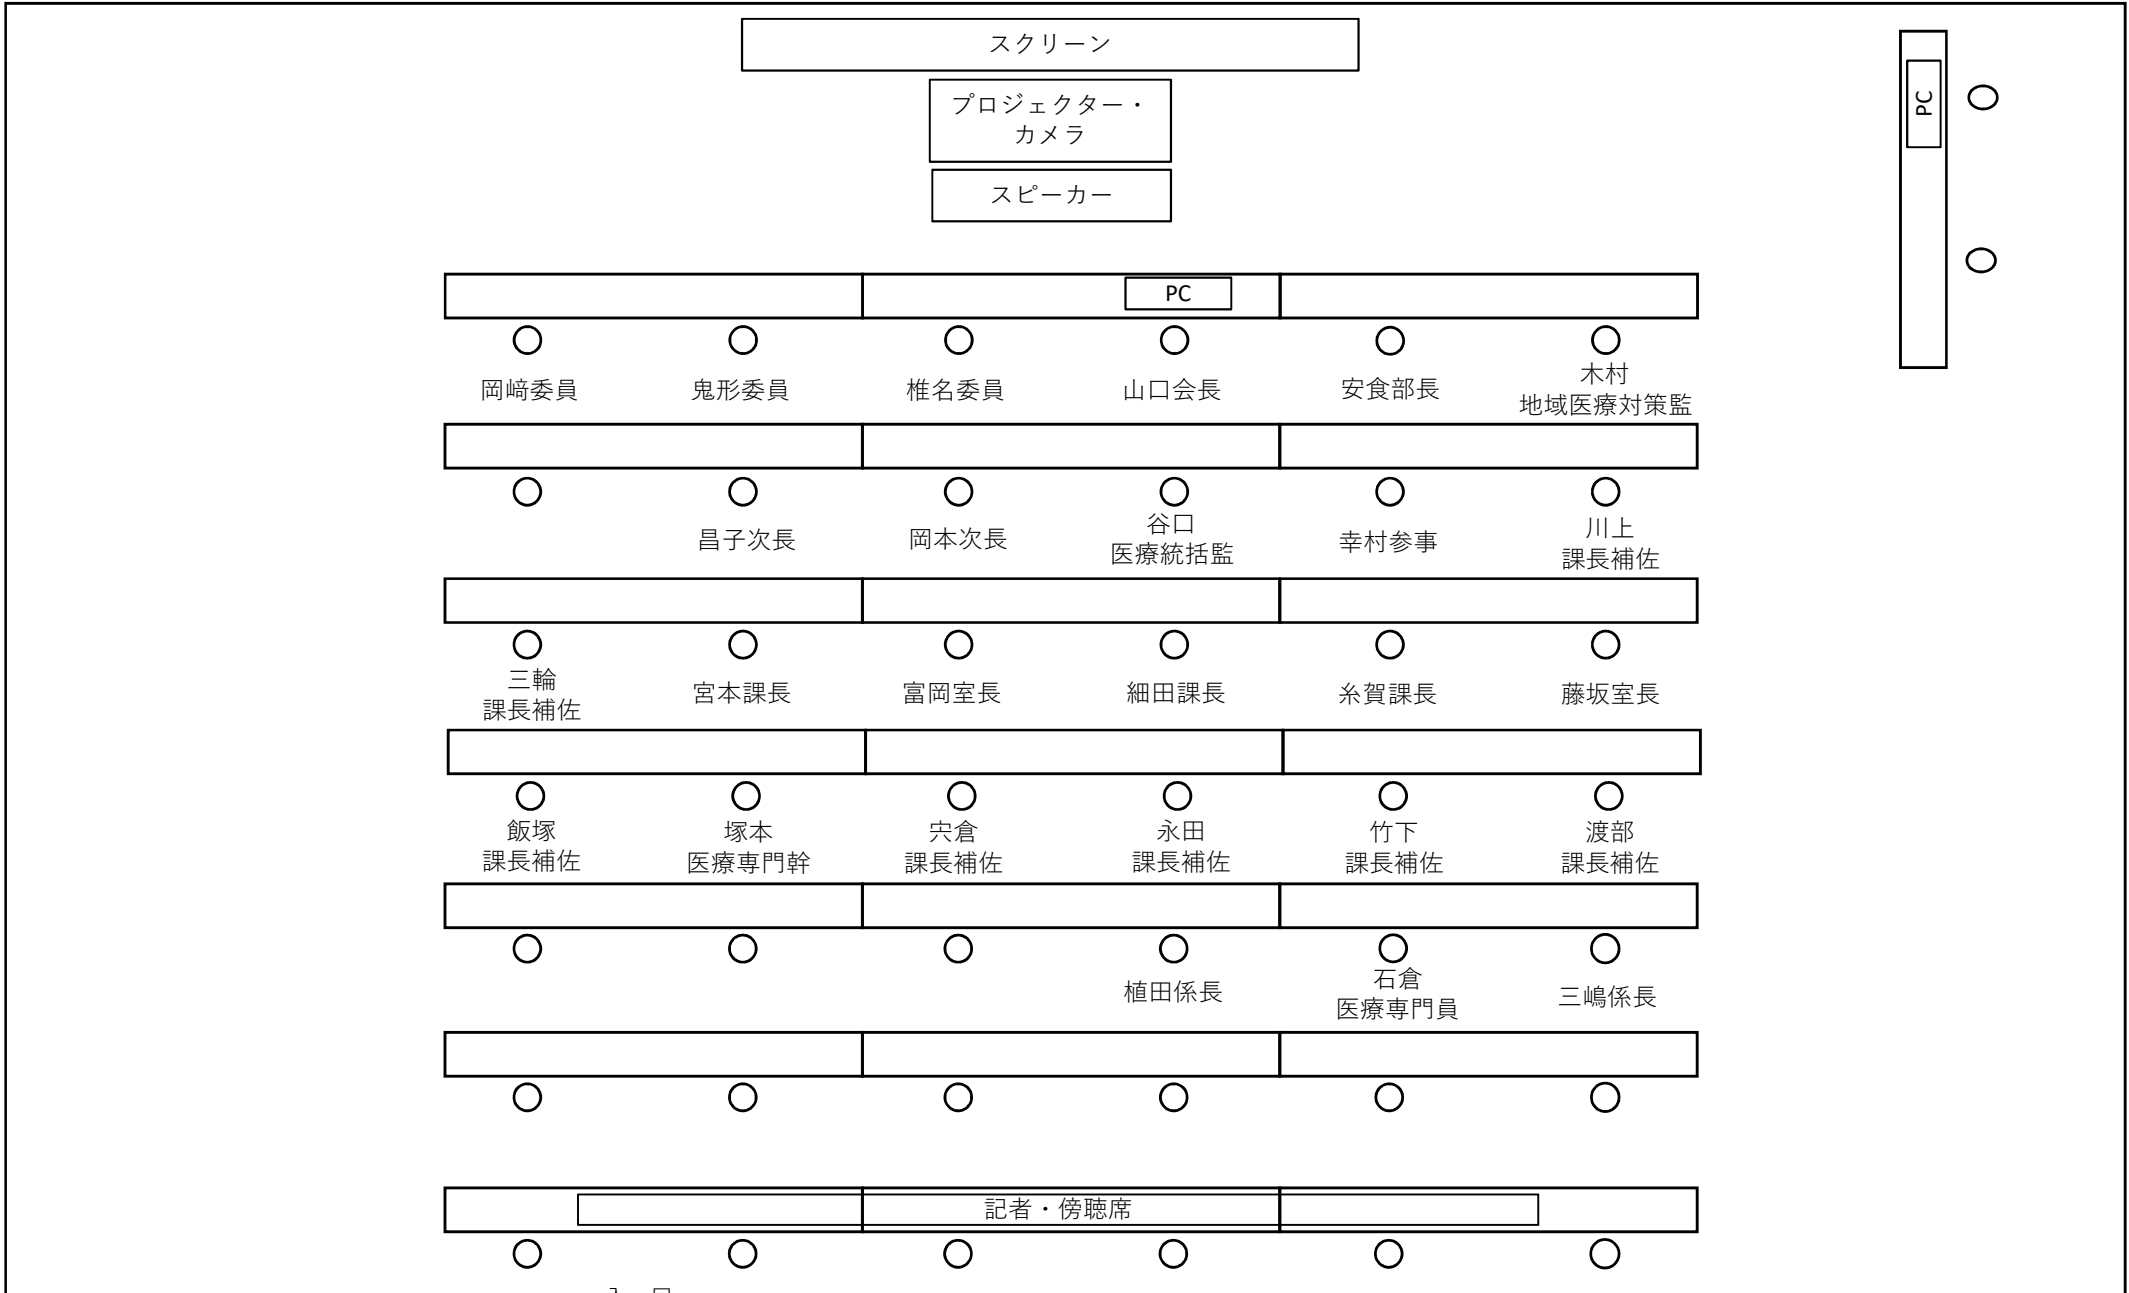 スクリーン
プロジェクター・
カメラ
スピーカー
PC
PC
岡﨑委員
鬼形委員
椎名委員
山口会長
安食部長
木村
地域医療対策監
昌子次長
岡本次長
谷口
医療統括監
幸村参事
川上
課長補佐
三輪
課長補佐
宮本課長
富岡室長
細田課長
糸賀課長
藤坂室長
飯塚
課長補佐
塚本
医療専門幹
宍倉
課長補佐
永田
課長補佐
竹下
課長補佐
渡部
課長補佐
植田係長
石倉
医療専門員
三嶋係長
記者・傍聴席